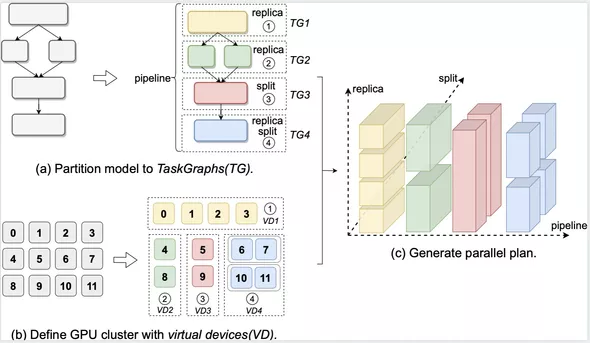 replica
①
TG1
replica
②
TG2
pipeline
split
③
TG3
replica
split
④
TG4
(a) Partition model to TaskGraphs(TG).
0 1 2 3
4 5 6 7
8 9 10 11
0 1 2 3
①
VD1
4 5 6 7
8 9 10 11
② ③ ④
VD2 VD3 VD4
(b) Define GPU cluster with virtual devices(VD).
replica
split
pipeline
(c) Generate parallel plan.